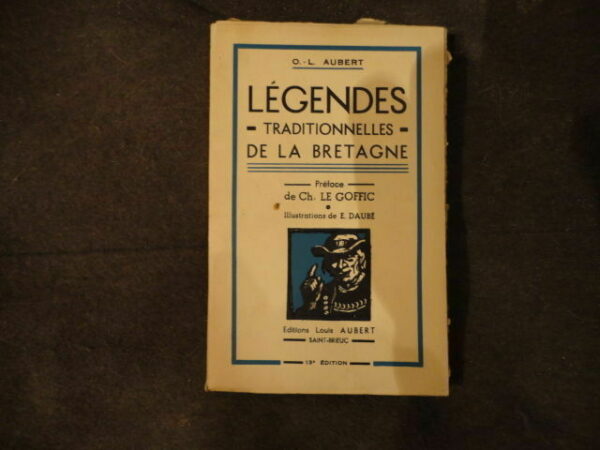 O.-L. AUBERT
LÉGENDES
- TRADITIONNELLES -
DE LA BRETAGNE
Préface
de Ch. LE GOFFIC
•
Illustrations de E. DAUBÉ
Editions Louis AUBERT
SAINT-BRIEUC
13e ÉDITION